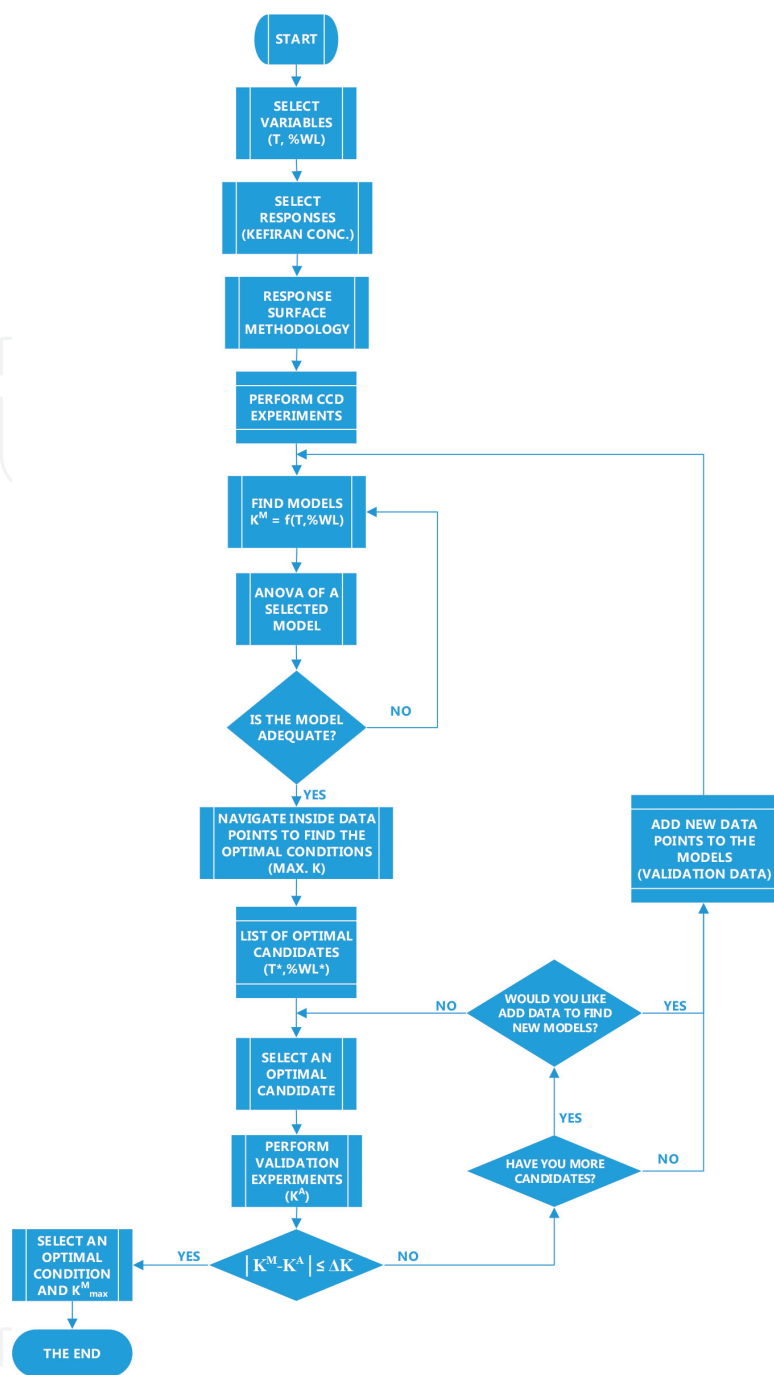 START
SELECT
VARIABLES
(T, %WL)
SELECT
RESPONSES
(KEFIRAN CONC.)
RESPONSE
SURFACE
METHODOLOGY
PERFORM CCD
EXPERIMENTS
FIND MODELS
K^M = f(T,%WL)
ANOVA OF A
SELECTED
MODEL
IS THE MODEL
ADEQUATE?
NO
YES
NAVIGATE INSIDE DATA
POINTS TO FIND THE
OPTIMAL CONDITIONS
(MAX. K)
ADD NEW DATA
POINTS TO THE
MODELS
(VALIDATION DATA)
LIST OF OPTIMAL
CANDIDATES
(T*,%WL*)
NO
WOULD YOU LIKE
ADD DATA TO FIND
NEW MODELS?
YES
SELECT AN
OPTIMAL
CANDIDATE
YES
PERFORM
VALIDATION
EXPERIMENTS
(K^A)
HAVE YOU MORE
CANDIDATES?
NO
SELECT AN
OPTIMAL
CONDITION
AND K^M_max
YES
|K^M-K^A| ≤ ΔK
NO
THE END